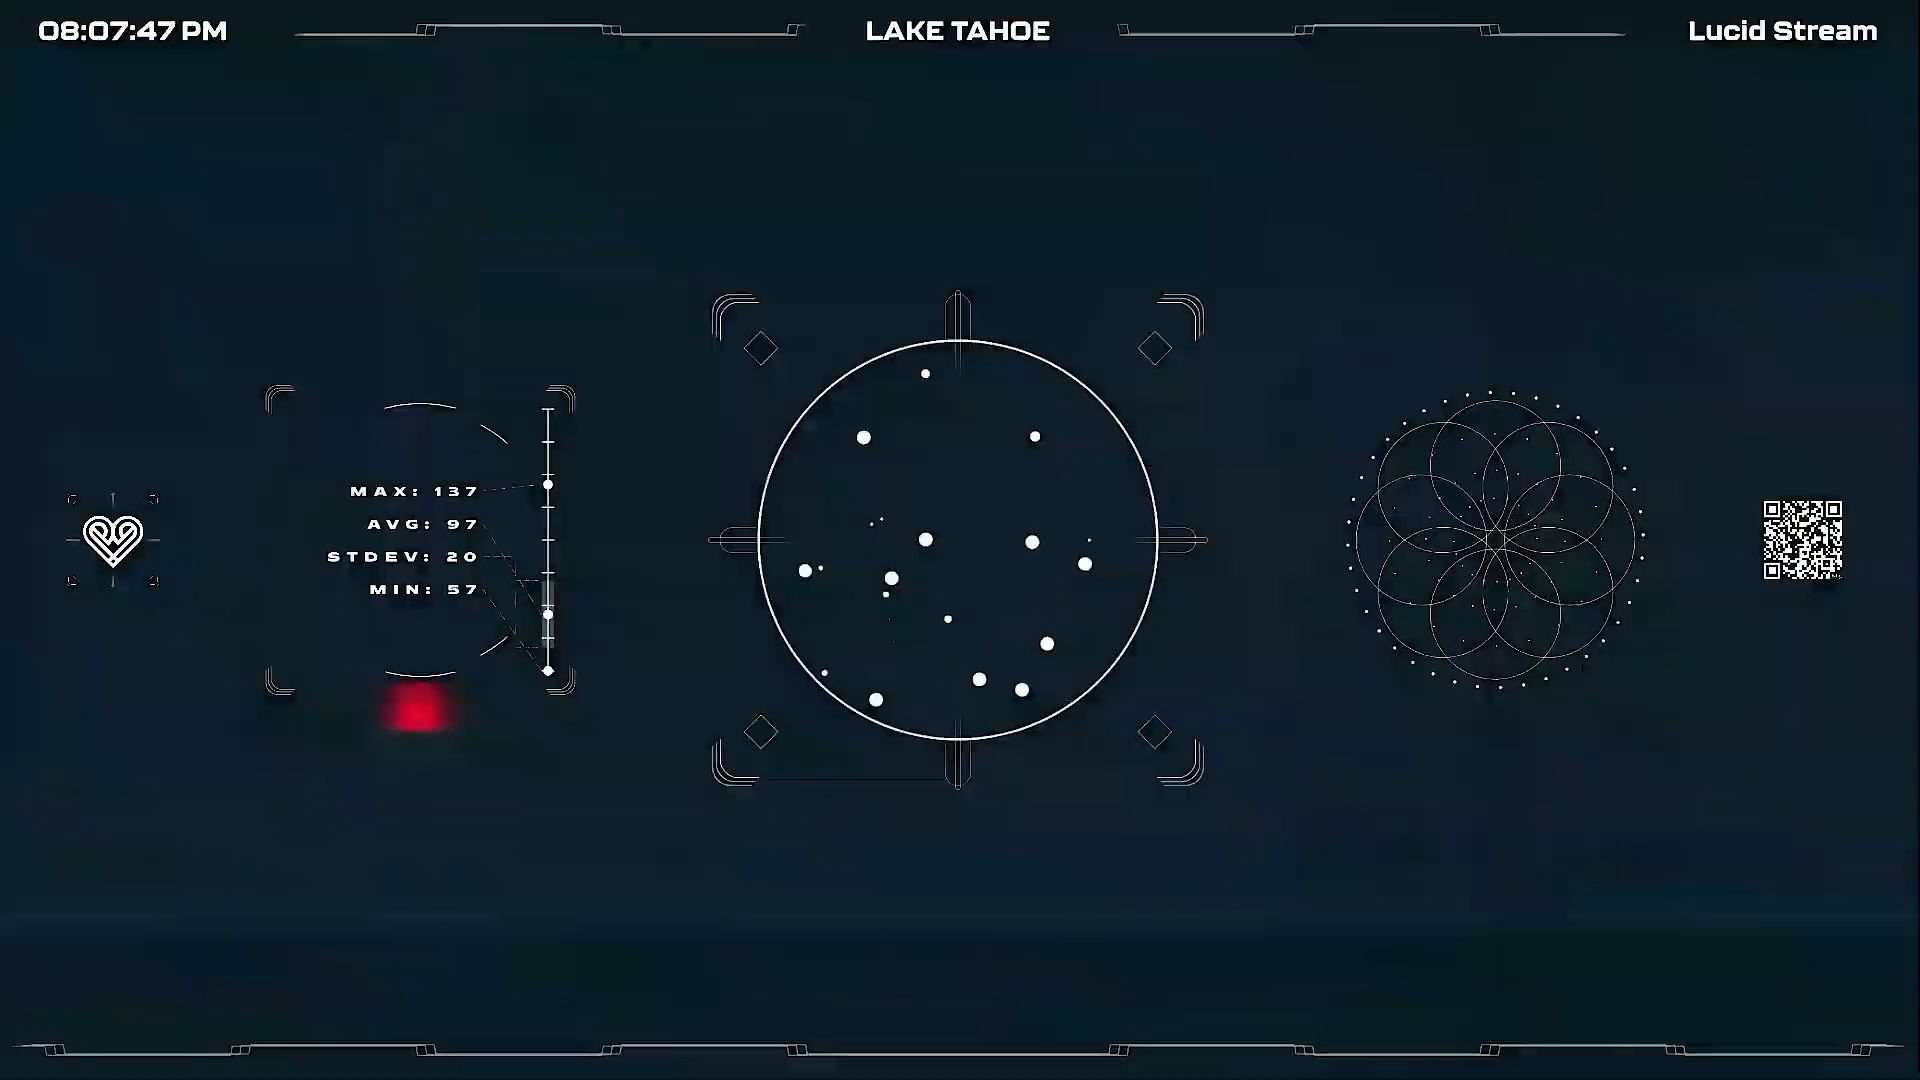 08:07:47 PM
LAKE TAHOE
Lucid Stream
MAX: 137
AVG: 97
STDEV: 20
MIN: 57